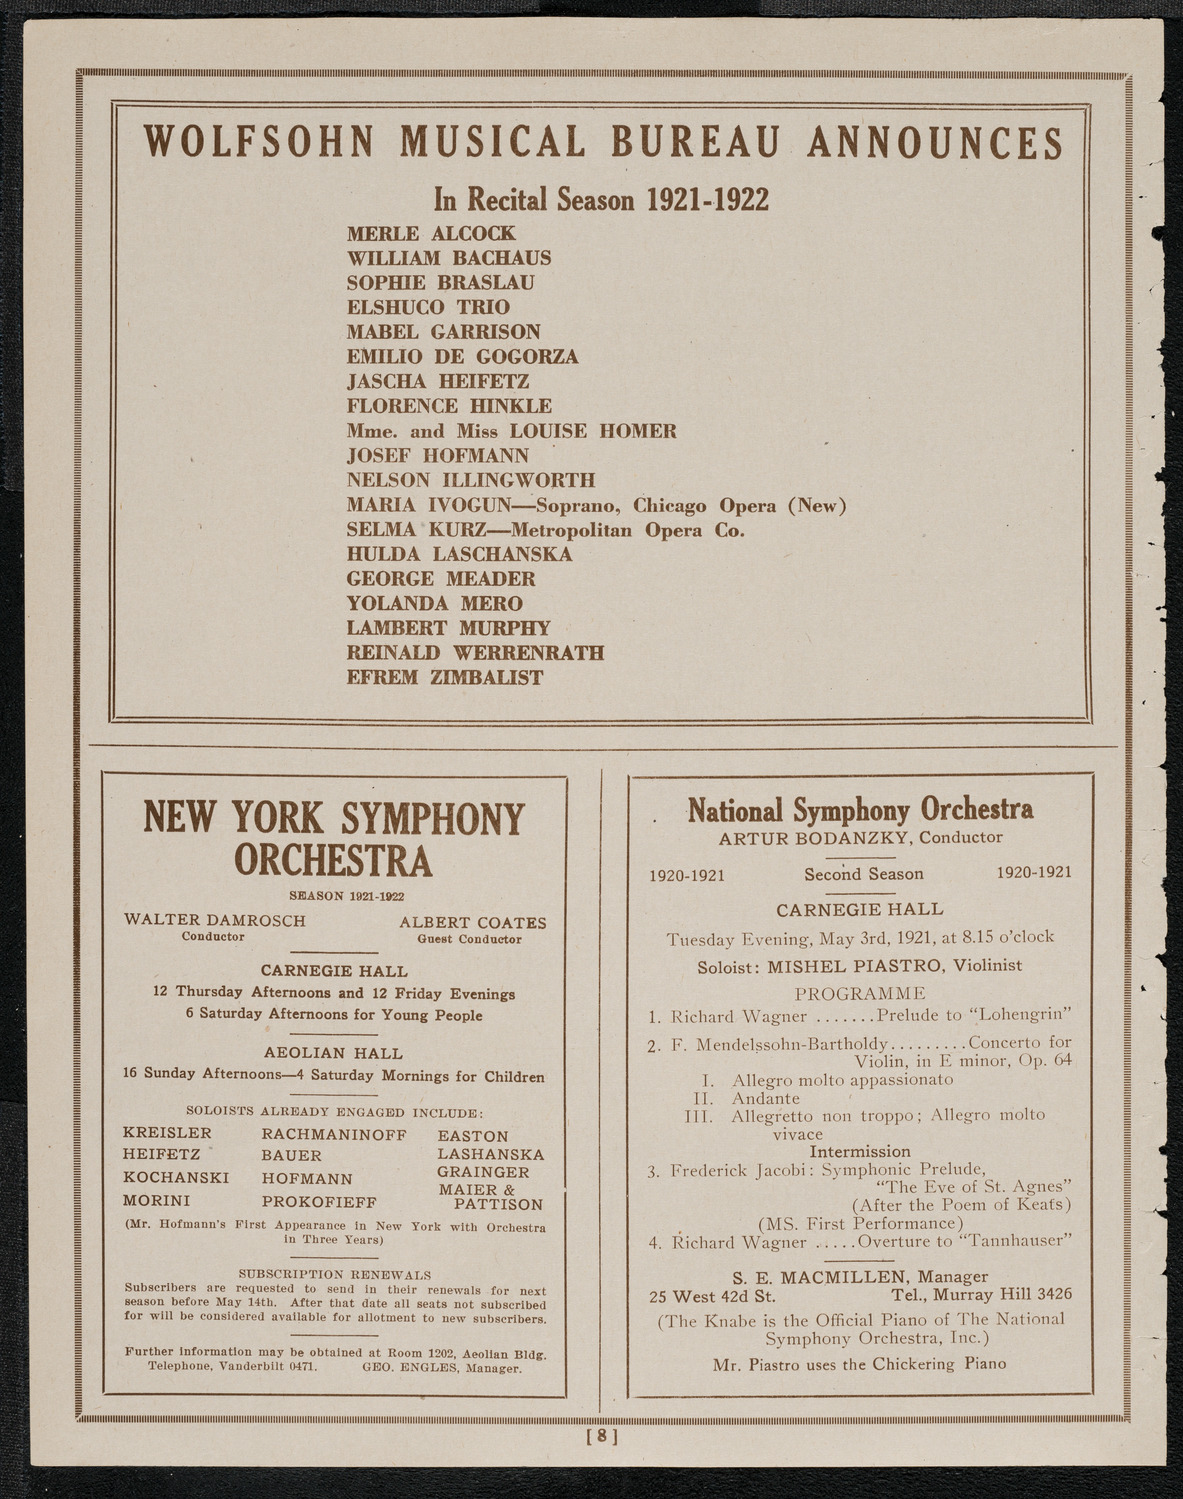 WOLFSOHN MUSICAL BUREAU ANNOUNCES
In Recital Season 1921-1922
MERLE ALCOCK
WILLIAM BACHAUS
SOPHIE BRASLAU
ELSHUCO TRIO
MABEL GARRISON
EMILIO DE GOGORZA
JASCHA HEIFETZ
FLORENCE HINKLE
Mme. and Miss LOUISE HOMER
JOSEF HOFMANN
NELSON ILLINGWORTH
MARIA IVOGUN—Soprano, Chicago Opera (New)
SELMA KURZ—Metropolitan Opera Co.
HULDA LASCHANSKA
GEORGE MEADER
YOLANDA MERO
LAMBERT MURPHY
REINALD WERRENRATH
EFREM ZIMBALIST
NEW YORK SYMPHONY
ORCHESTRA
SEASON 1921-1922
WALTER DAMROSCH ALBERT COATES
Conductor Guest Conductor
CARNEGIE HALL
12 Thursday Afternoons and 12 Friday Evenings
6 Saturday Afternoons for Young People
AEOLIAN HALL
16 Sunday Afternoons—4 Saturday Mornings for Children
SOLOISTS ALREADY ENGAGED INCLUDE:
KREISLER RACHMANINOFF EASTON
HEIFETZ BAUER LASHANSKA
KOCHANSKI HOFMANN GRAINGER
MORINI PROKOFIEFF MAIER &
PATTISON
(Mr. Hofmann's First Appearance in New York with Orchestra
in Three Years)
SUBSCRIPTION RENEWALS
Subscribers are requested to send in their renewals for next
season before May 14th. After that date all seats not subscribed
for will be considered available for allotment to new subscribers.
Further information may be obtained at Room 1202, Aeolian Bldg.
Telephone, Vanderbilt 0471. GEO. ENGLES, Manager.
National Symphony Orchestra
ARTUR BODANZKY, Conductor
1920-1921 Second Season 1920-1921
CARNEGIE HALL
Tuesday Evening, May 3rd, 1921, at 8.15 o'clock
Soloist: MISHEL PIASTRO, Violinist
PROGRAMME
1. Richard Wagner .......Prelude to "Lohengrin"
2. F. Mendelssohn-Bartholdy.........Concerto for
Violin, in E minor, Op. 64
I. Allegro molto appassionato
II. Andante
III. Allegretto non troppo; Allegro molto
vivace
Intermission
3. Frederick Jacobi: Symphonic Prelude,
"The Eve of St. Agnes"
(After the Poem of Keats)
(MS. First Performance)
4. Richard Wagner .....Overture to "Tannhauser"
S. E. MACMILLEN, Manager
25 West 42d St. Tel., Murray Hill 3426
(The Knabe is the Official Piano of The National
Symphony Orchestra, Inc.)
Mr. Piastro uses the Chickering Piano
[ 8 ]